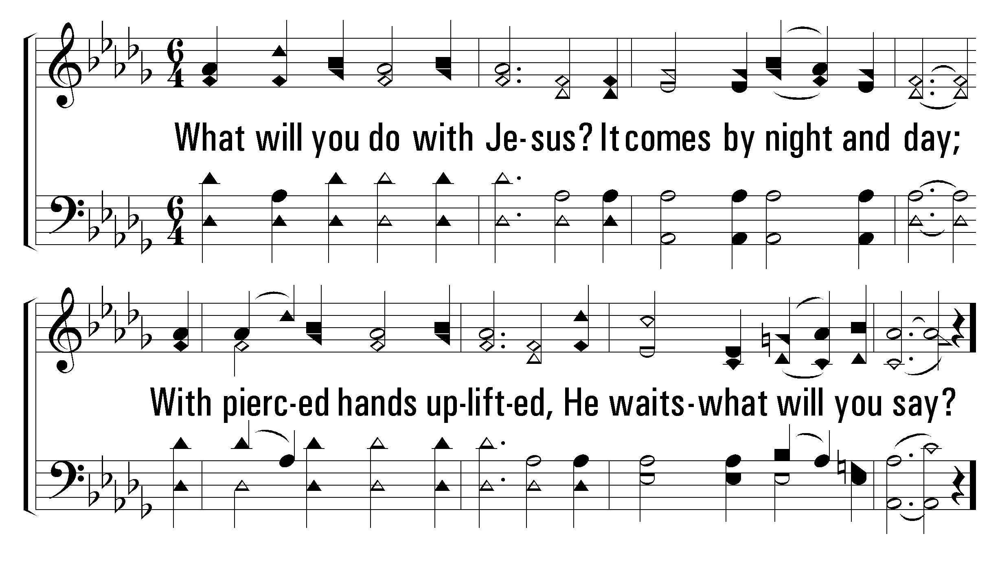 What will you do with Je-sus? It comes by night and day;
With pierc-ed hands up-lift-ed, He waits-what will you say?